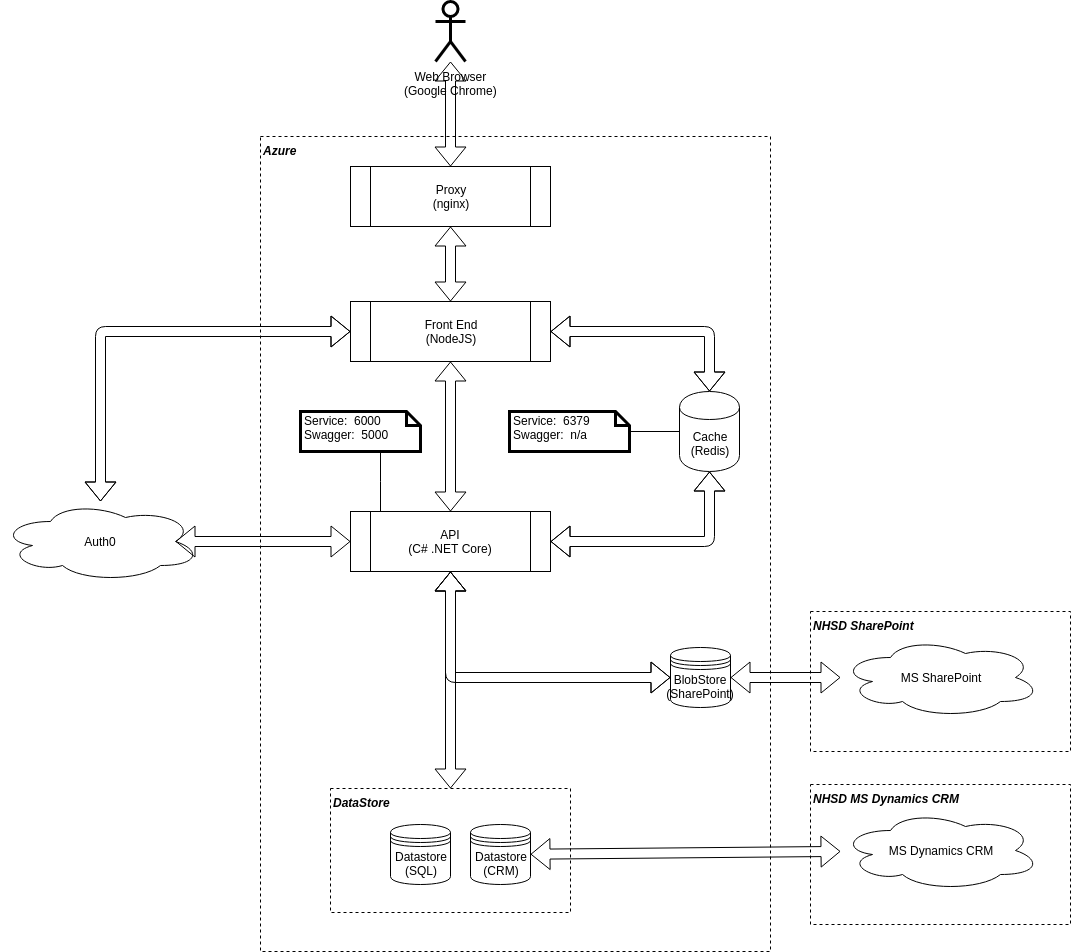 Web Browser
(Google Chrome)
Azure
Proxy
(nginx)
Front End
(NodeJS)
Service:  6000
Swagger:  5000
Service:  6379
Swagger:  n/a
Cache
(Redis)
Auth0
API
(C# .NET Core)
NHSD SharePoint
BlobStore
(SharePoint)
MS SharePoint
DataStore
Datastore
(SQL)
Datastore
(CRM)
NHSD MS Dynamics CRM
MS Dynamics CRM